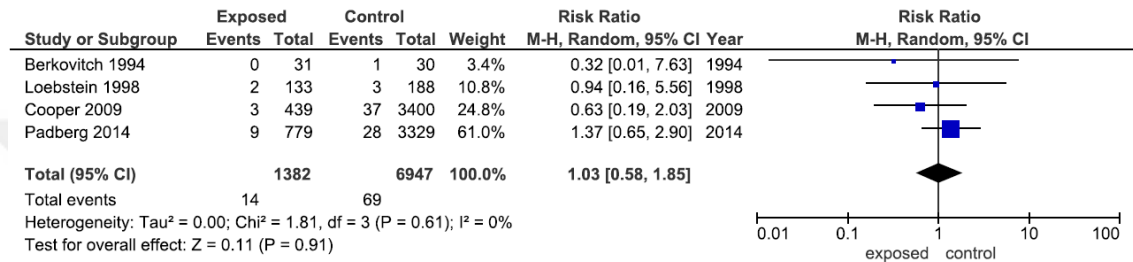 Exposed Control Risk Ratio Risk Ratio
Study or Subgroup Events Total Events Total Weight M-H, Random, 95% CI Year M-H, Random, 95% CI
Berkovitch 1994 0 31 1 30 3.4% 0.32 [0.01, 7.63] 1994
Loebstein 1998 2 133 3 188 10.8% 0.94 [0.16, 5.56] 1998
Cooper 2009 3 439 37 3400 24.8% 0.63 [0.19, 2.03] 2009
Padberg 2014 9 779 28 3329 61.0% 1.37 [0.65, 2.90] 2014
Total (95% CI) 1382 6947 100.0% 1.03 [0.58, 1.85]
Total events 14 69
Heterogeneity: Tau² = 0.00; Chi² = 1.81, df = 3 (P = 0.61); I² = 0%
Test for overall effect: Z = 0.11 (P = 0.91)
0.01 0.1 1 10 100
exposed control